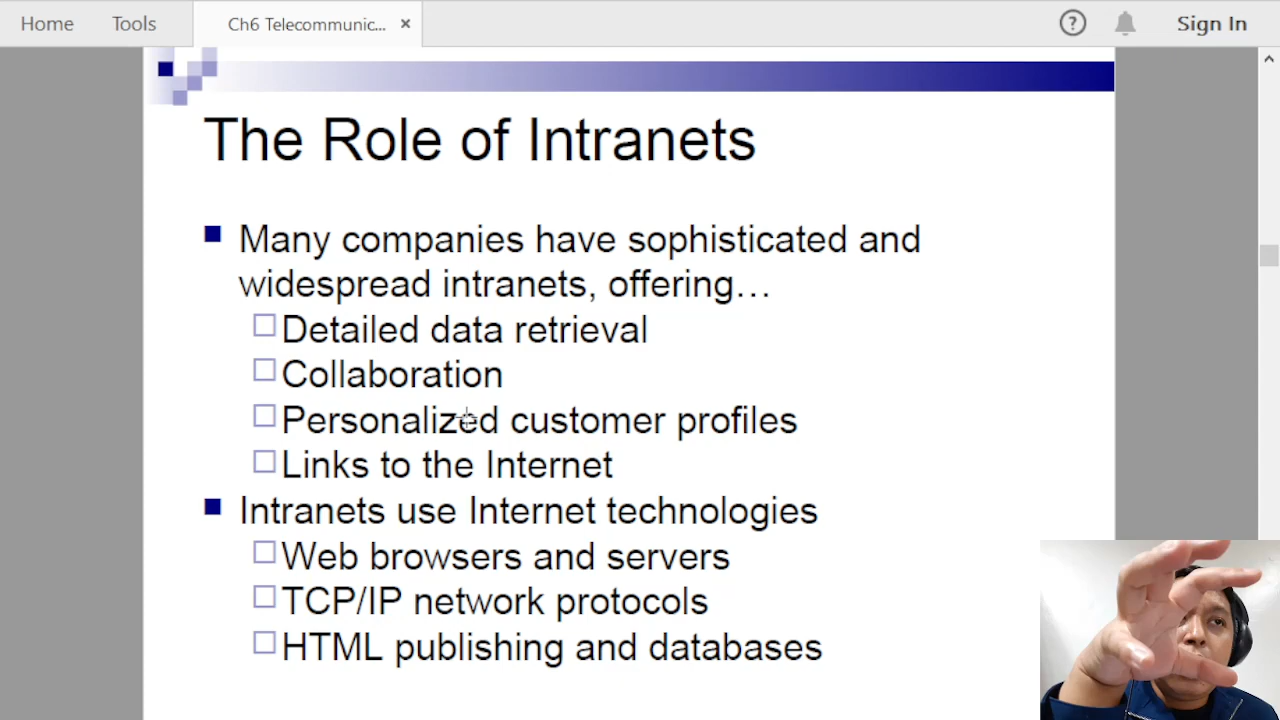 Home Tools Ch6 Telecommunic... × ? Sign In
The Role of Intranets
Many companies have sophisticated and
widespread intranets, offering…
Detailed data retrieval
Collaboration
Personalized customer profiles
Links to the Internet
Intranets use Internet technologies
Web browsers and servers
TCP/IP network protocols
HTML publishing and databases